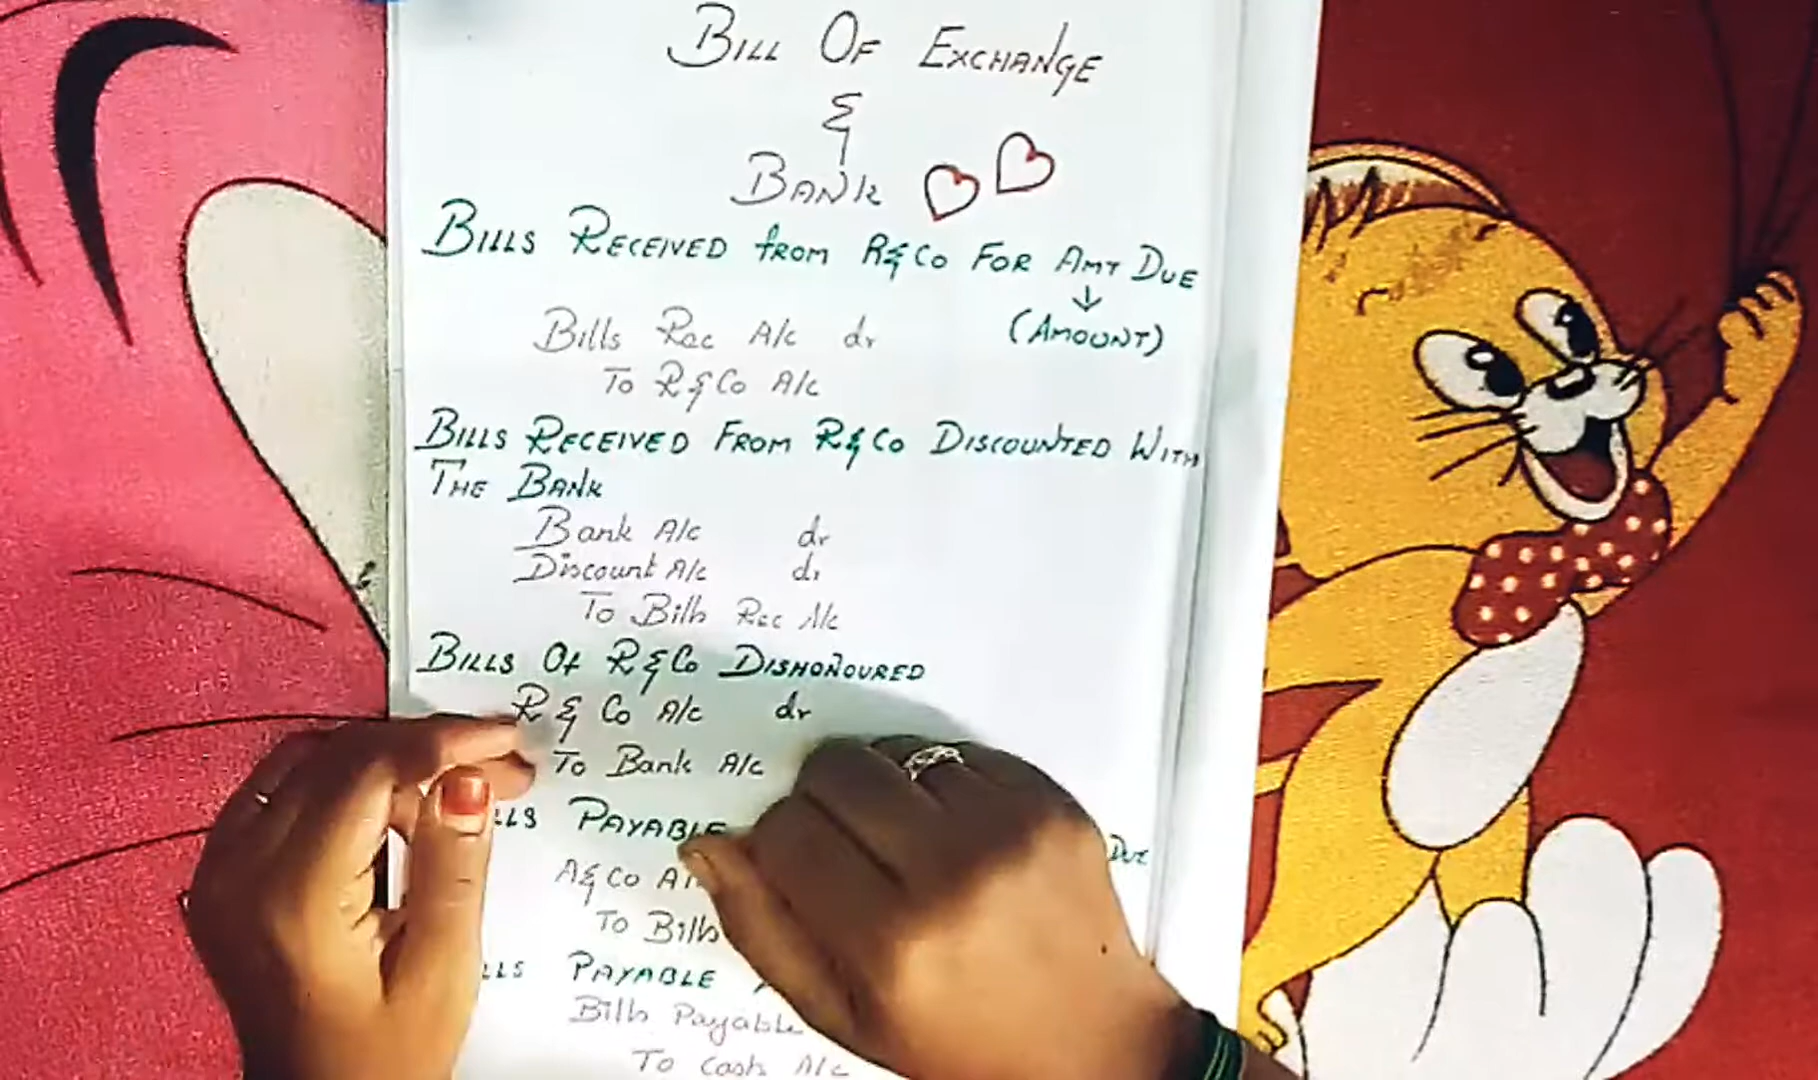 BILL OF EXCHANGE
&
BANK
BILLS RECEIVED from R&Co FOR AMT DUE
↓
(AMOUNT)
Bills Rec A/c dr
To R&Co A/c
BILLS RECEIVED FROM R&Co DISCOUNTED WITH
THE BANK
Bank A/c dr
Discount A/c dr
To Bills Rec A/c
BILLS Of R&Co DISHONOURED
R & Co A/c dr
To Bank A/c
PAYABLE DUE
A&Co
To Bills
PAYABLE
Bills Payable
To Cash A/c